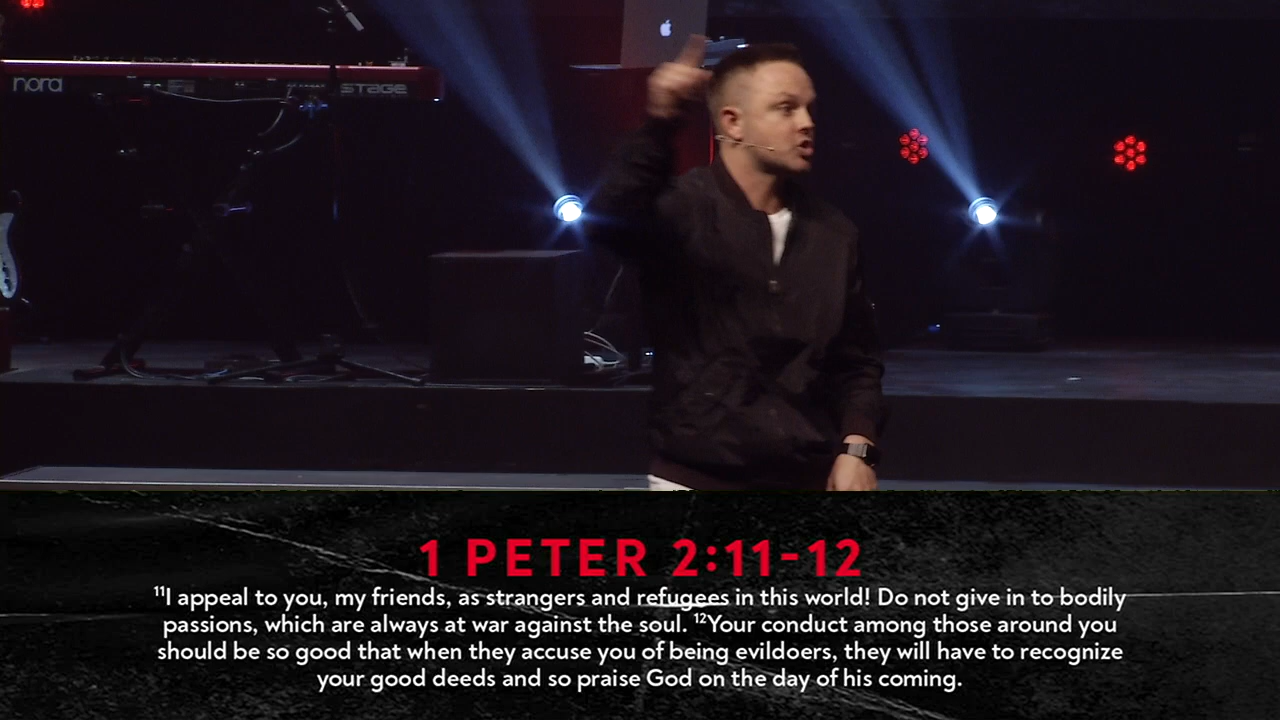 nord STAGE
1 PETER 2:11-12
¹¹I appeal to you, my friends, as strangers and refugees in this world! Do not give in to bodily
passions, which are always at war against the soul. ¹²Your conduct among those around you
should be so good that when they accuse you of being evildoers, they will have to recognize
your good deeds and so praise God on the day of his coming.